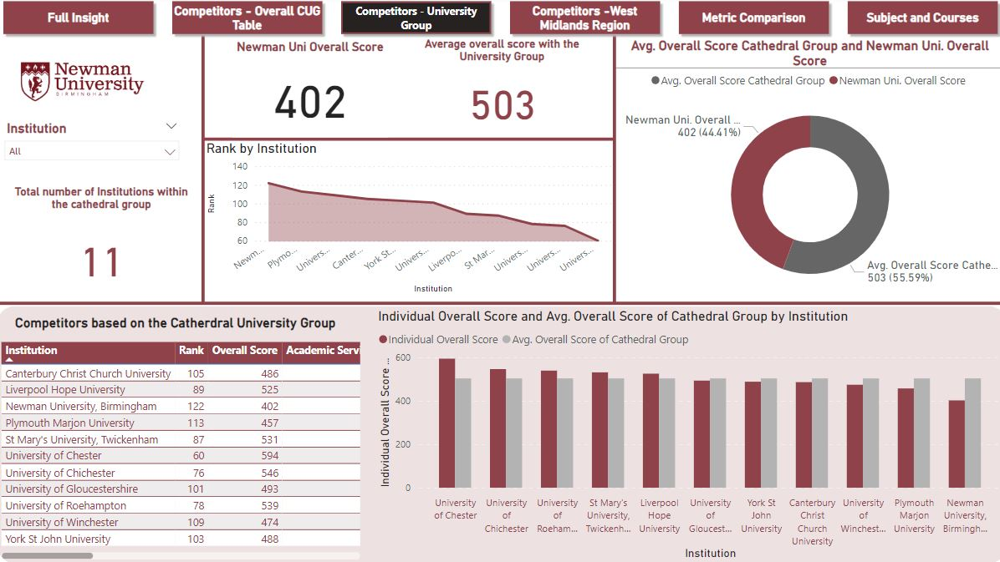 Full Insight
Competitors - Overall CUG
Table
Competitors - University
Group
Competitors -West
Midlands Region
Metric Comparison
Subject and Courses
Newman
University
BIRMINGHAM
Institution
All
Total number of Institutions within
the cathedral group
11
Newman Uni Overall Score
402
Average overall score with the
University Group
503
Rank by Institution
Rank
140
120
100
80
60
Newm...
Plymo...
Univers...
Canter...
York St...
Univers...
Liverpo...
St Mar...
Univers...
Univers...
Univers...
Institution
Avg. Overall Score Cathedral Group and Newman Uni. Overall
Score
Avg. Overall Score Cathedral Group Newman Uni. Overall Score
Newman Uni. Overall ...
402 (44.41%)
Avg. Overall Score Cathe...
503 (55.59%)
Competitors based on the Catherdral University Group
Institution Rank Overall Score Academic Servi
Canterbury Christ Church University 105 486
Liverpool Hope University 89 525
Newman University, Birmingham 122 402
Plymouth Marjon University 113 457
St Mary's University, Twickenham 87 531
University of Chester 60 594
University of Chichester 76 546
University of Gloucestershire 101 493
University of Roehampton 78 539
University of Winchester 109 474
York St John University 103 488
Individual Overall Score and Avg. Overall Score of Cathedral Group by Institution
Individual Overall Score Avg. Overall Score of Cathedral Group
Individual Overall Score ...
600
400
200
0
University
of Chester
University
of
Chichester
University
of
Roeham...
St Mary's
University,
Twickenh...
Liverpool
Hope
University
University
of
Gloucest...
York St
John
University
Canterbury
Christ
Church
University
University
of
Winchest...
Plymouth
Marjon
University
Newman
University,
Birmingh...
Institution